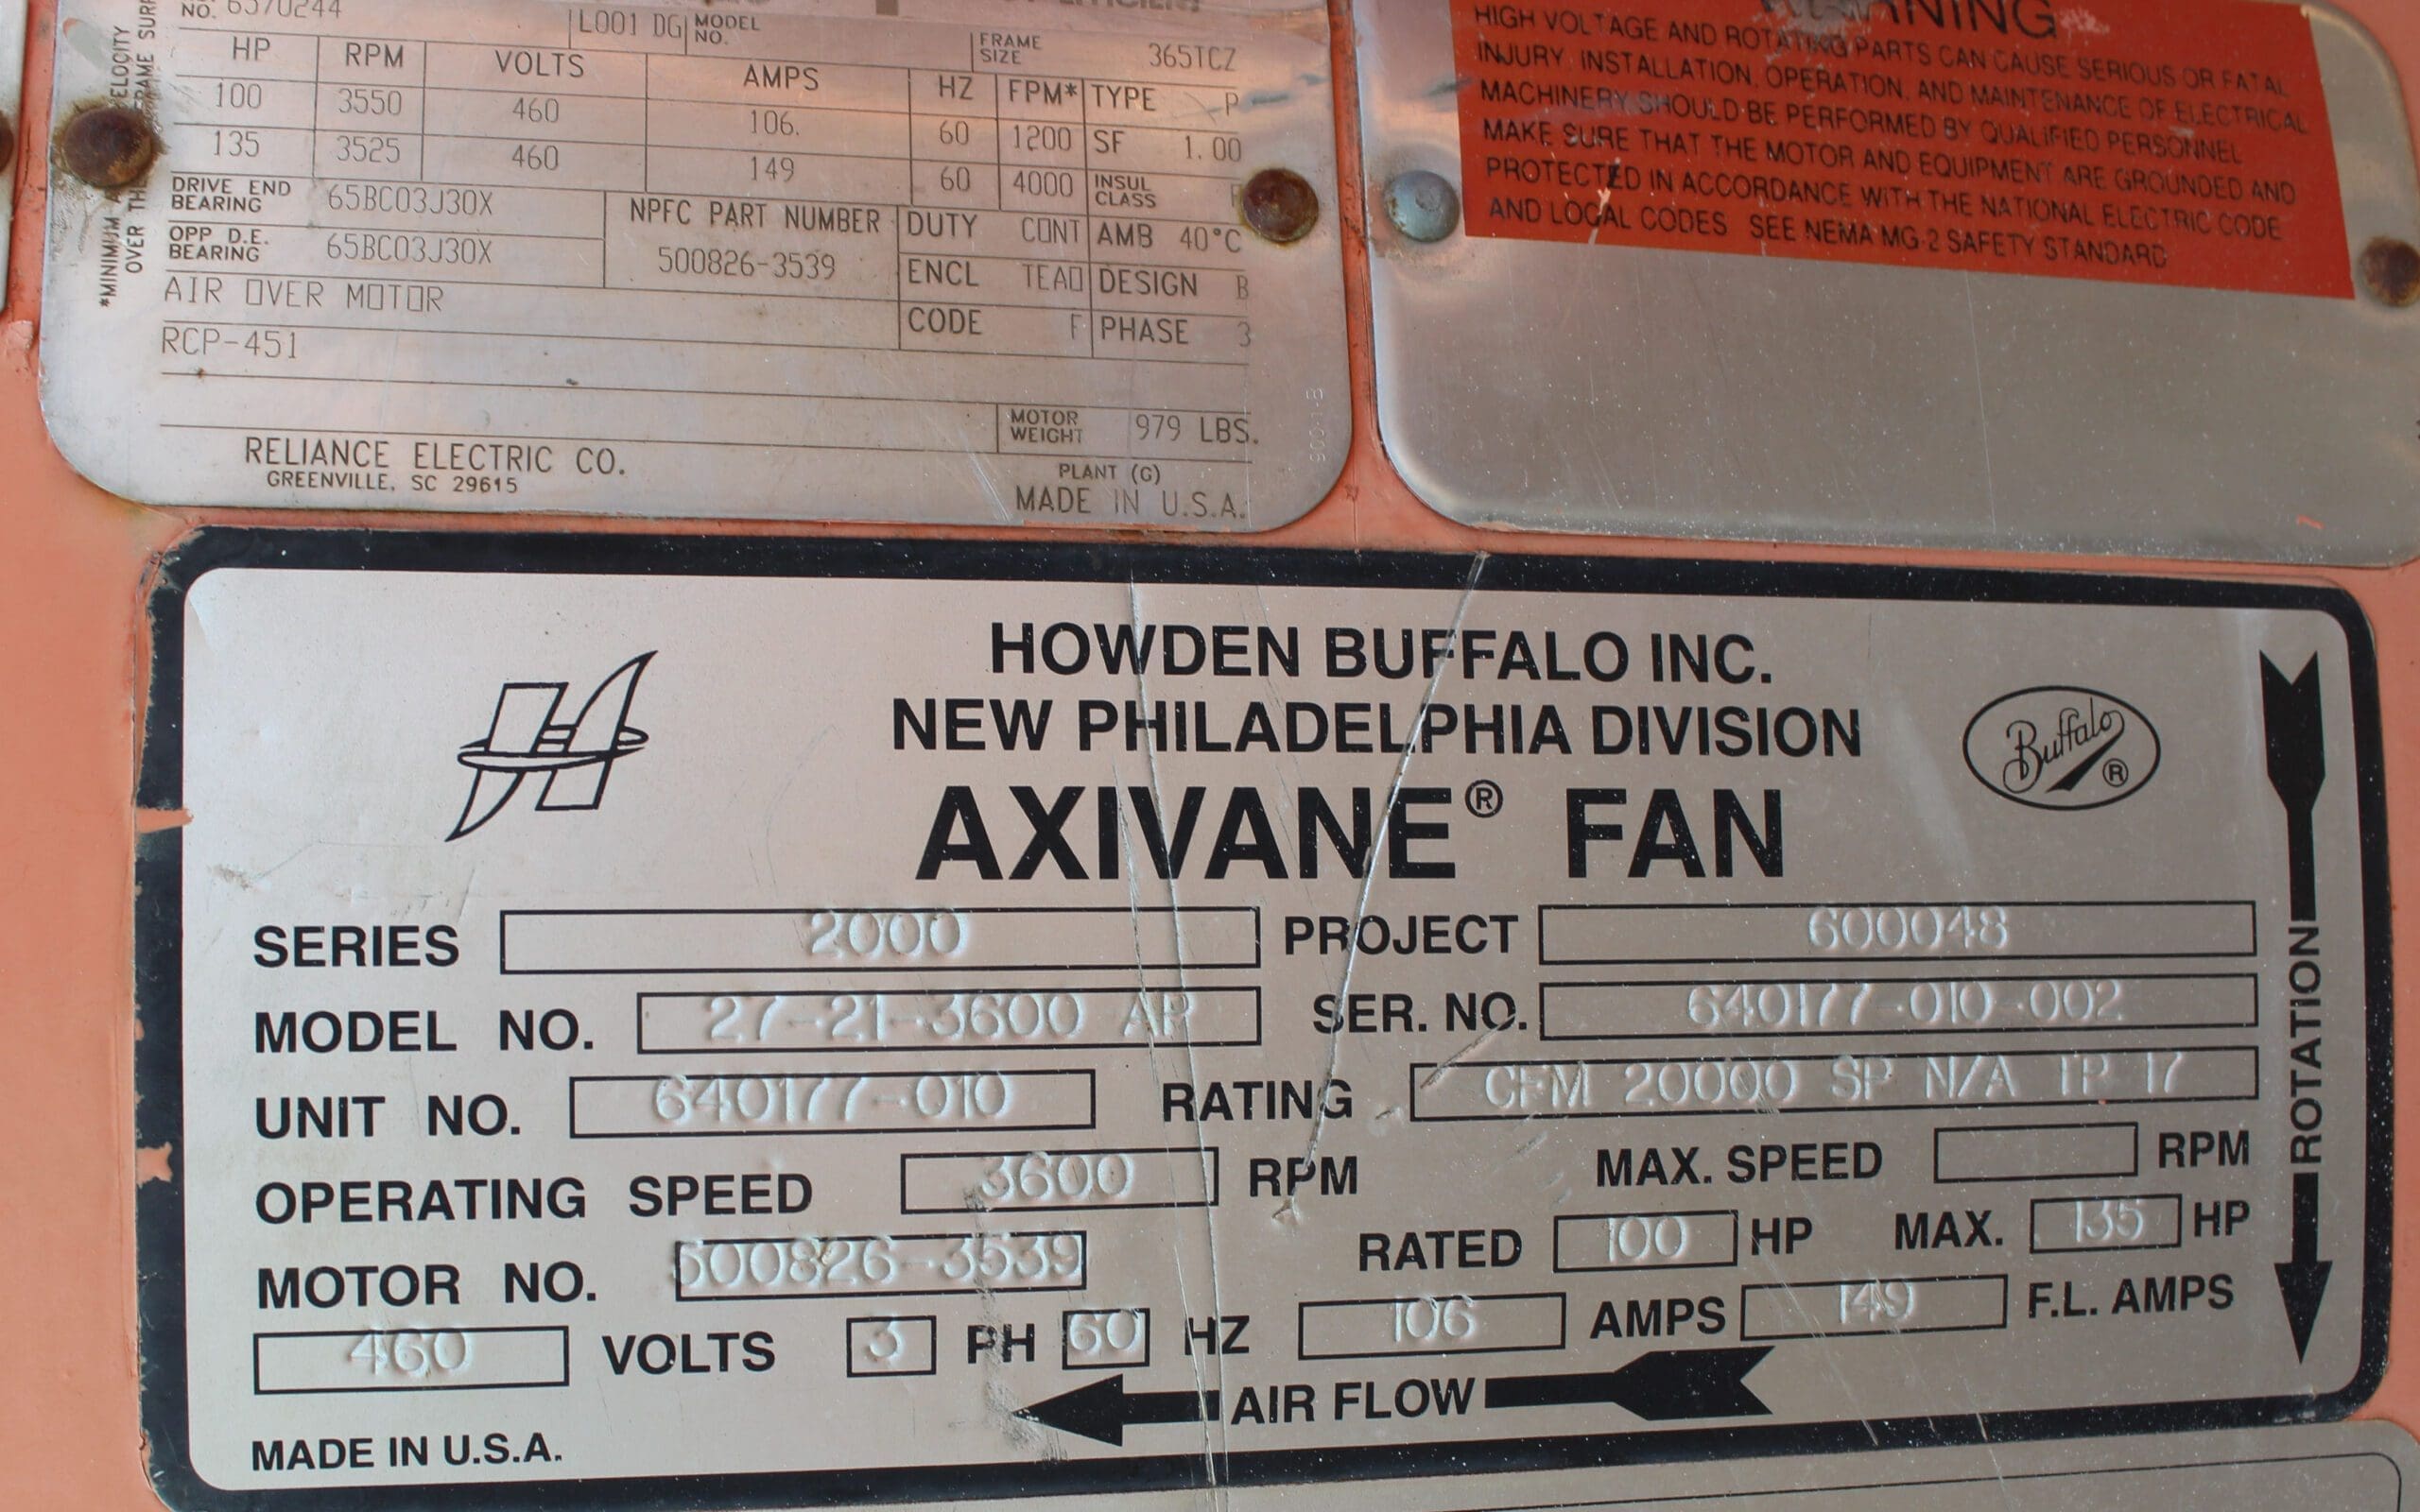 NO. 6370244
L001 DG MODEL NO. FRAME SIZE 365TCZ
HP RPM VOLTS AMPS HZ FPM* TYPE P
100 3550 460 106. 60 1200 SF 1.00
135 3525 460 149 60 4000 INSUL CLASS
DRIVE END BEARING 65BC03J30X NPFC PART NUMBER DUTY CONT AMB 40°C
OPP D.E. BEARING 65BC03J30X 500826-3539 ENCL TEAO DESIGN B
AIR OVER MOTOR CODE F PHASE 3
RCP-451
MOTOR WEIGHT 979 LBS.
RELIANCE ELECTRIC CO.
GREENVILLE, SC 29615
PLANT (G)
MADE IN U.S.A.
*MINIMUM
OVER
WARNING
HIGH VOLTAGE AND ROTATING PARTS CAN CAUSE SERIOUS OR FATAL
INJURY. INSTALLATION, OPERATION, AND MAINTENANCE OF ELECTRICAL
MACHINERY SHOULD BE PERFORMED BY QUALIFIED PERSONNEL
MAKE SURE THAT THE MOTOR AND EQUIPMENT ARE GROUNDED AND
PROTECTED IN ACCORDANCE WITH THE NATIONAL ELECTRIC CODE
AND LOCAL CODES SEE NEMA MG-2 SAFETY STANDARD
HOWDEN BUFFALO INC.
NEW PHILADELPHIA DIVISION
Buffalo ®
AXIVANE® FAN
SERIES 2000 PROJECT 600048
MODEL NO. 27-21-3600 AP SER. NO. 640177-010-002
UNIT NO. 640177-010 RATING CFM 20000 SP N/A TP 17
OPERATING SPEED 3600 RPM MAX. SPEED RPM
MOTOR NO. 500826-3539 RATED 100 HP MAX. 135 HP
460 VOLTS 3 PH 60 HZ 106 AMPS 149 F.L. AMPS
AIR FLOW
MADE IN U.S.A.
ROTATION